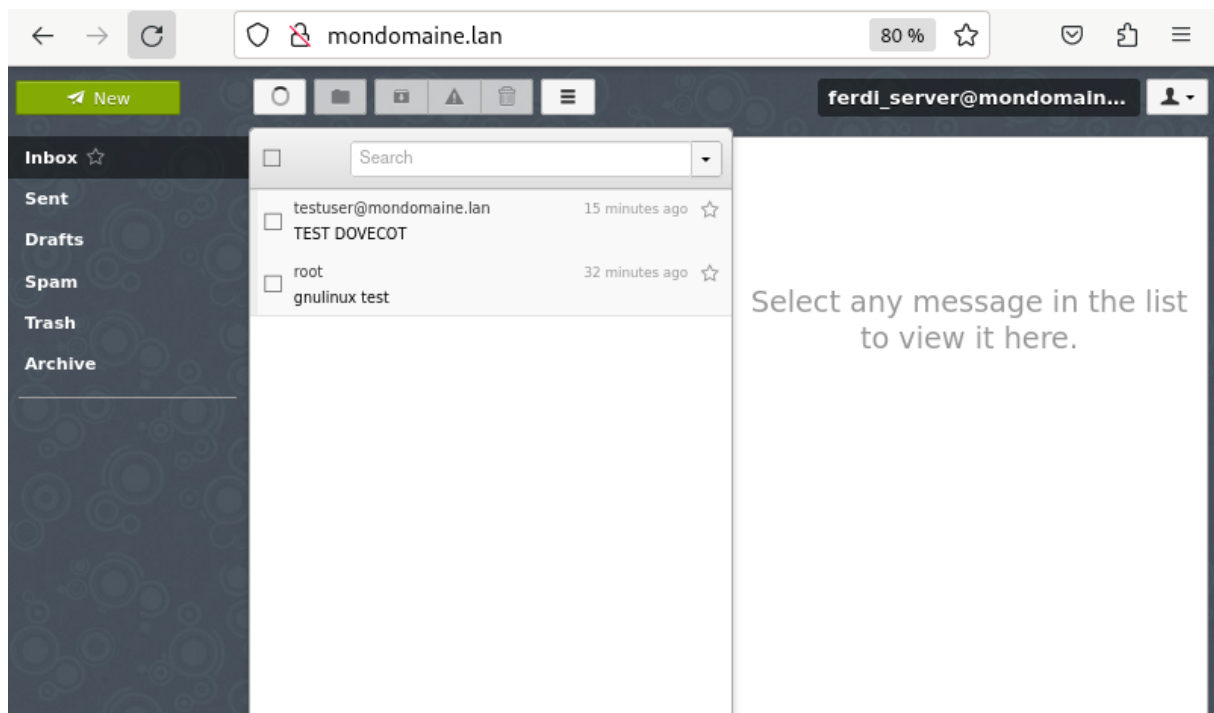 mondomaine.lan
80 %
New
ferdi_server@mondomain...
Inbox
Sent
Drafts
Spam
Trash
Archive
Search
testuser@mondomaine.lan 15 minutes ago
TEST DOVECOT
root 32 minutes ago
gnulinux test
Select any message in the list
to view it here.